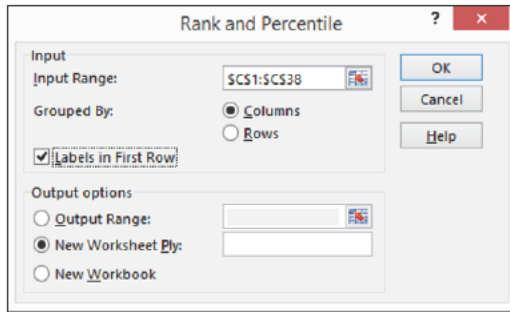 Rank and Percentile
?
×
Input
Input Range:
$C$1:$C$38
Grouped By:
Columns
Rows
Labels in First Row
OK
Cancel
Help
Output options
Output Range:
New Worksheet Ply:
New Workbook